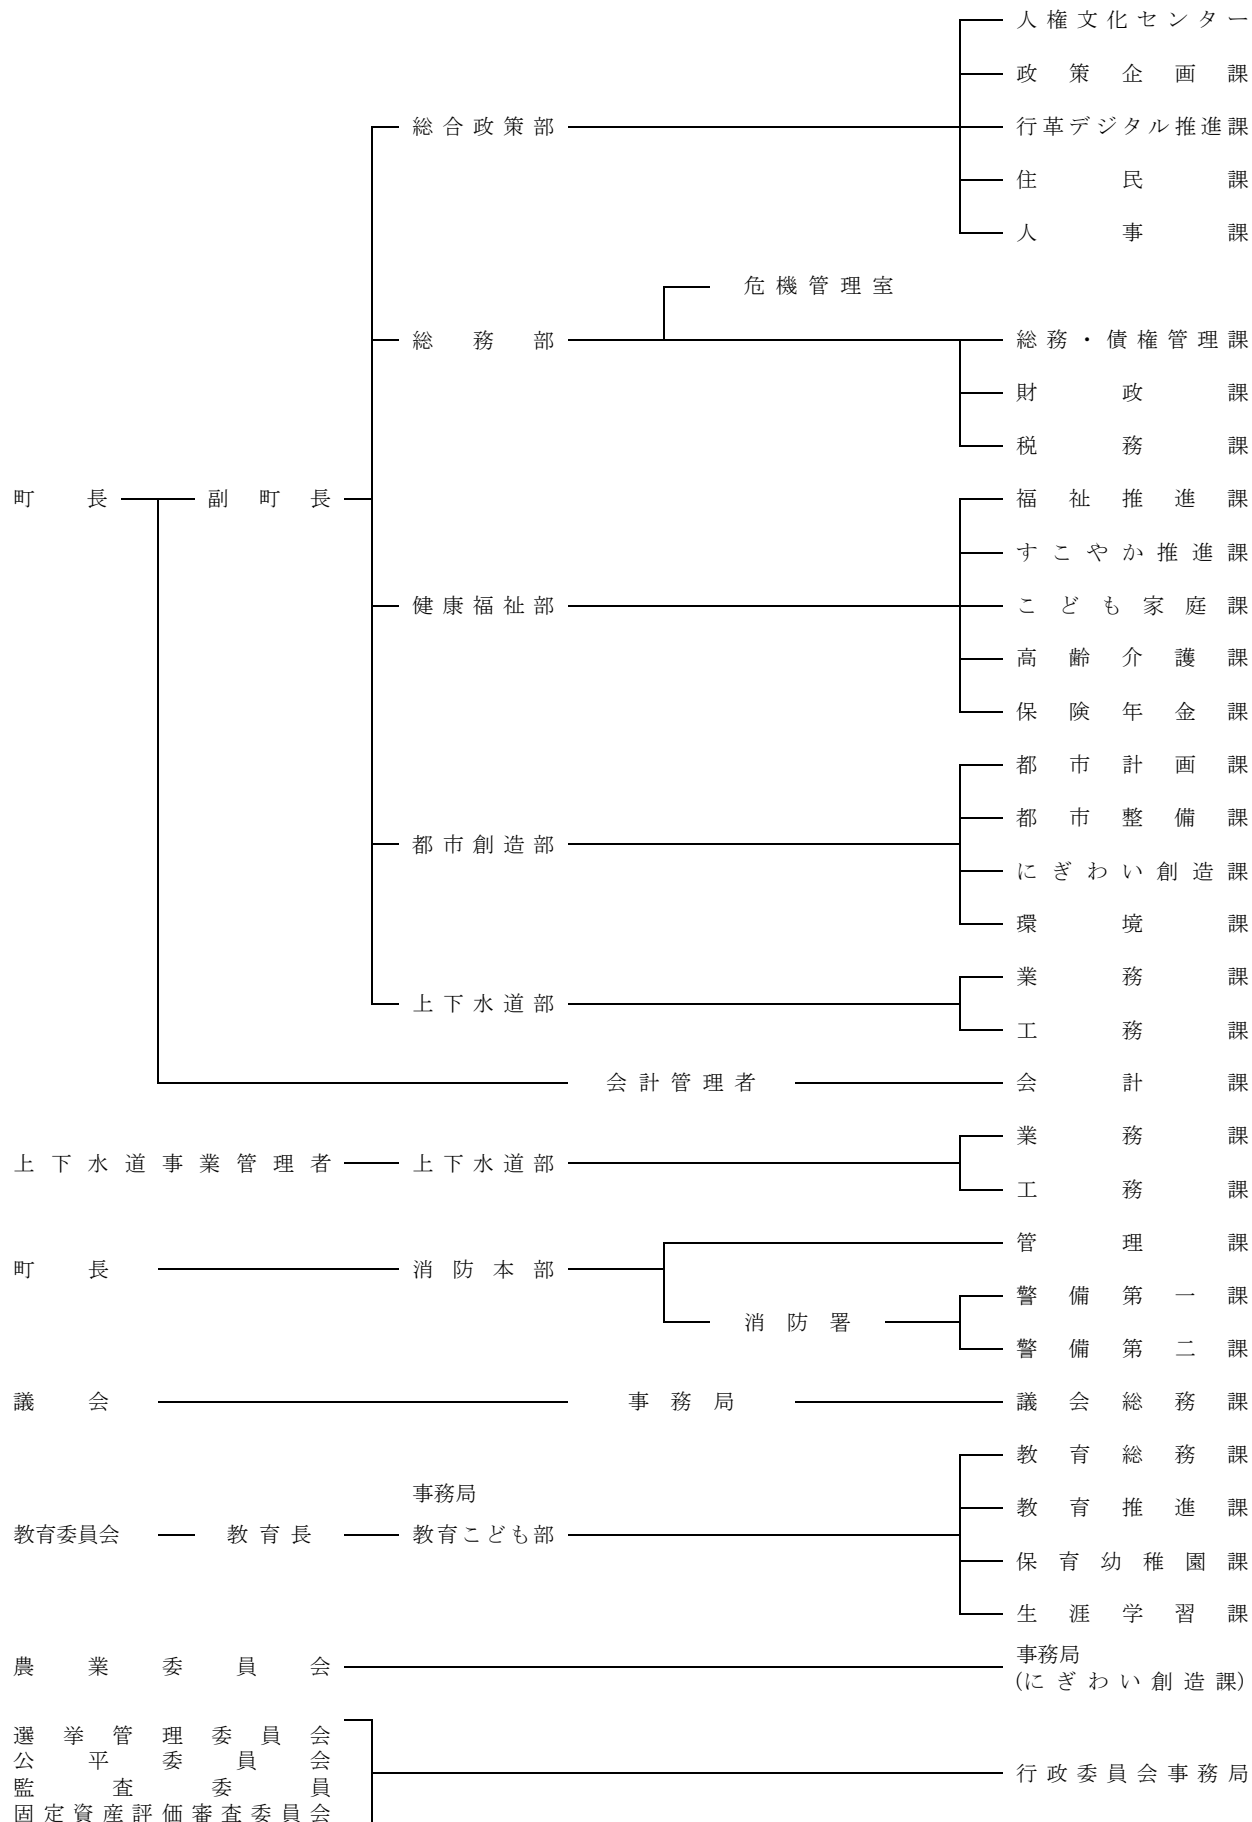 人権文化センター
政策企画課
総合政策部 行革デジタル推進課
住民課
人事課
危機管理室
総務部 総務・債権管理課
財政課
税務課
町長 副町長 福祉推進課
すこやか推進課
健康福祉部 こども家庭課
高齢介護課
保険年金課
都市計画課
都市整備課
都市創造部
にぎわい創造課
環境課
業務課
上下水道部
工務課
会計管理者 会計課
業務課
上下水道事業管理者 上下水道部
工務課
管理課
町長 消防本部
警備第一課
消防署
警備第二課
議会 事務局 議会総務課
教育総務課
事務局
教育推進課
教育委員会 教育長 教育こども部
保育幼稚園課
生涯学習課
事務局
農業委員会
(にぎわい創造課)
選挙管理委員会
公平委員会
行政委員会事務局
監査委員
固定資産評価審査委員会